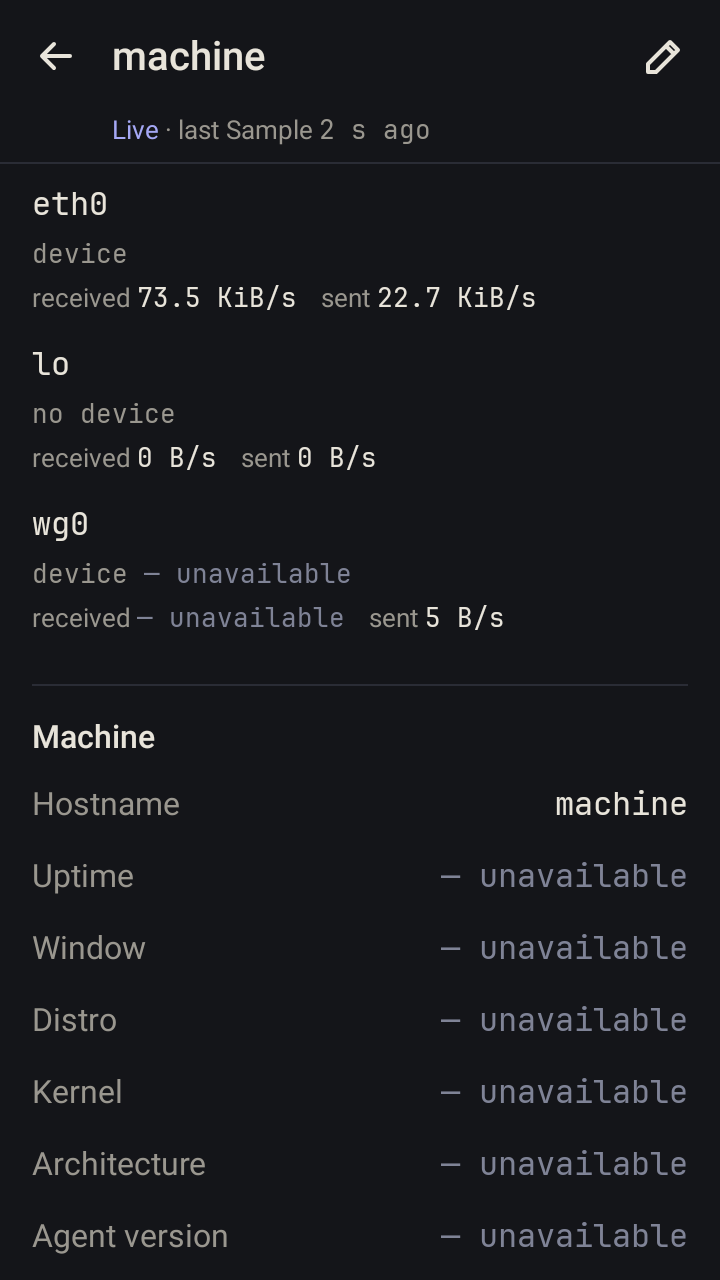 machine
Live · last Sample 2 s ago
eth0
device
received 73.5 KiB/s sent 22.7 KiB/s
lo
no device
received 0 B/s sent 0 B/s
wg0
device — unavailable
received — unavailable sent 5 B/s
Machine
Hostname machine
Uptime — unavailable
Window — unavailable
Distro — unavailable
Kernel — unavailable
Architecture — unavailable
Agent version — unavailable